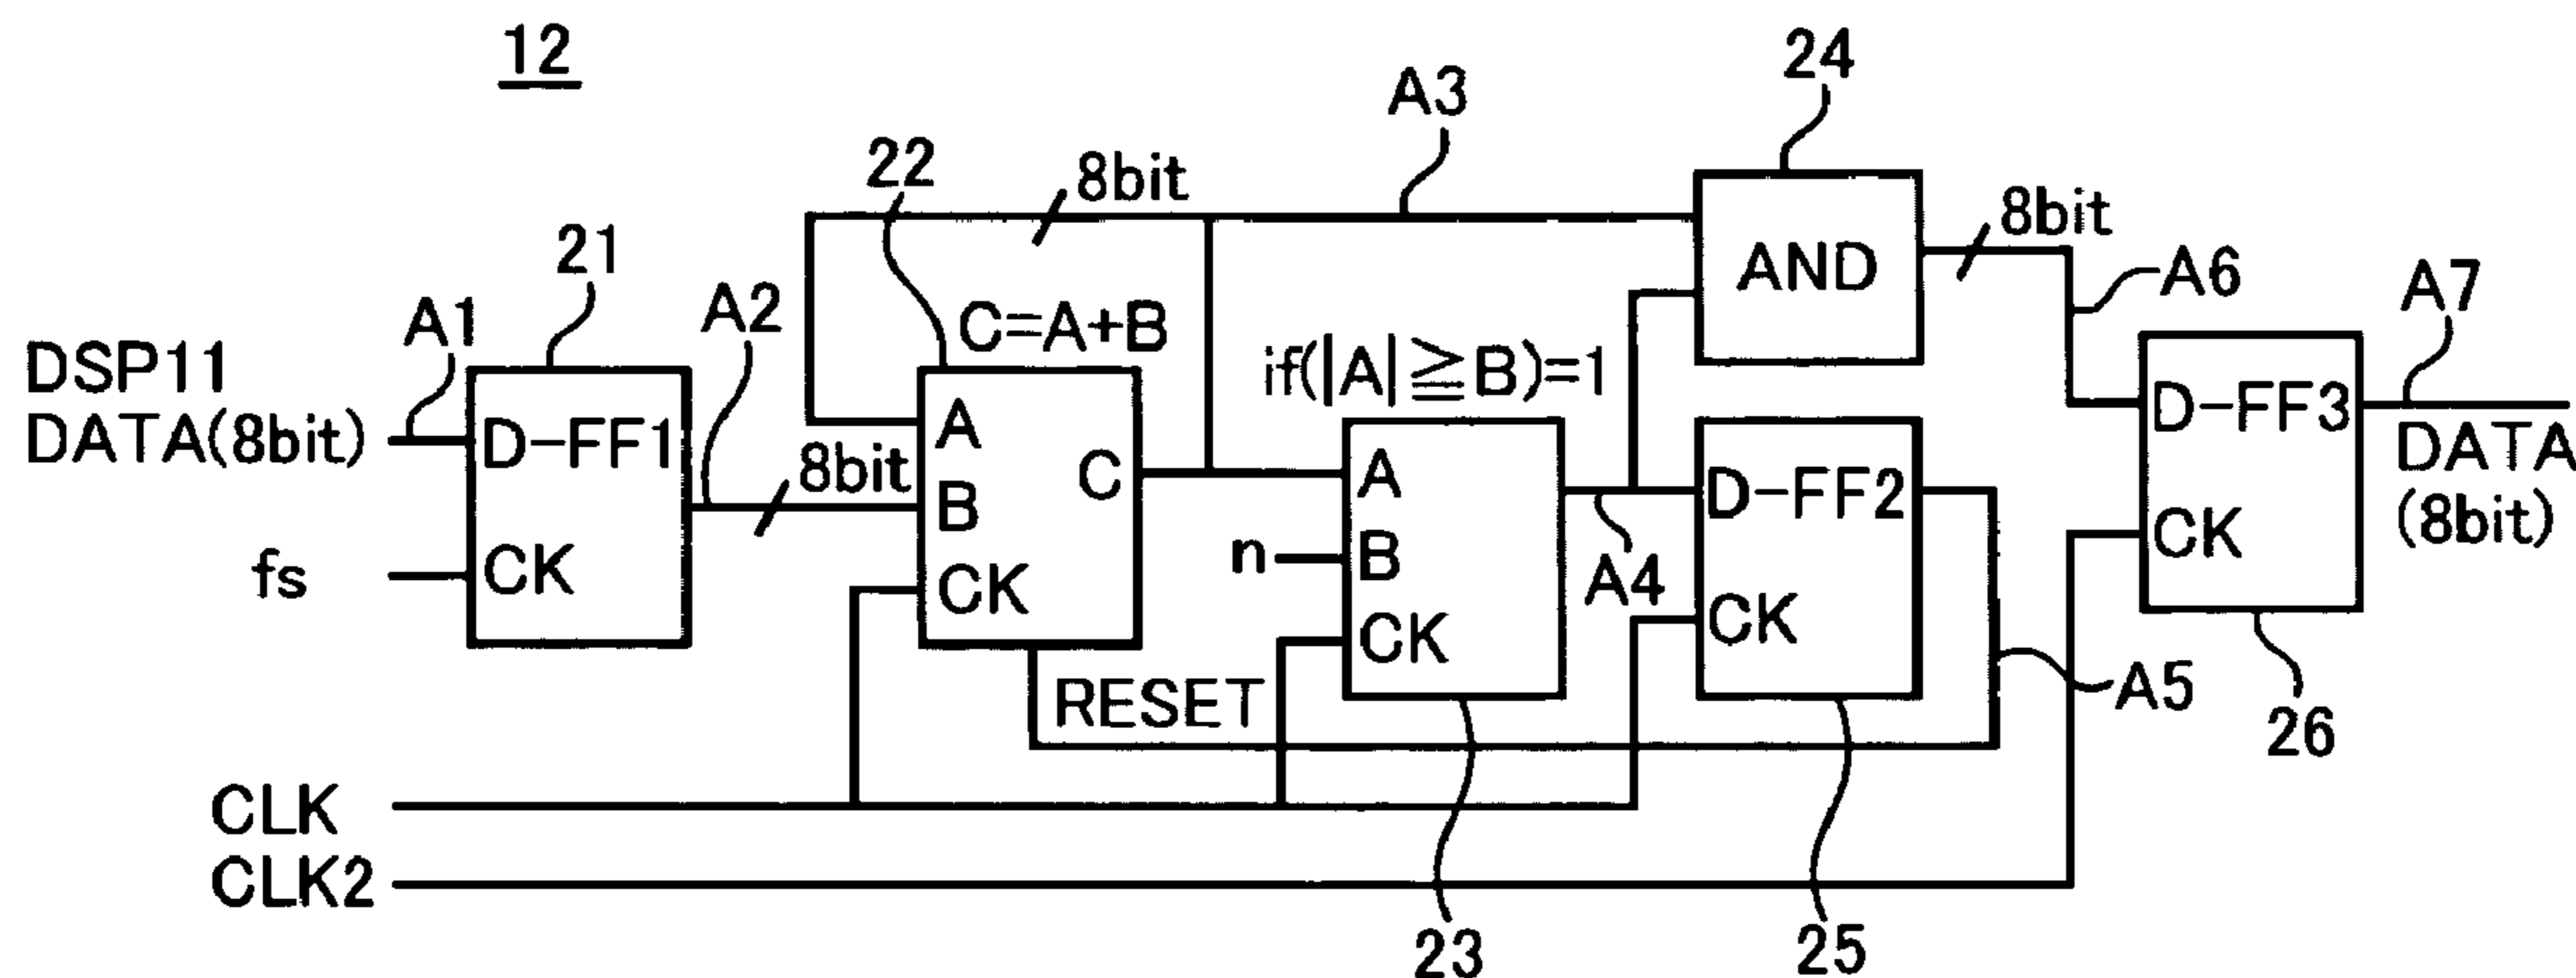 12
24
A3
22
8bit
8bit
21
AND
A6
A7
A1
A2
C=A+B
DSP11
DATA(8bit)
if(|A|≧B)=1
D-FF1
8bit
A
B
C
CK
A
B
CK
n
D-FF2
CK
D-FF3
CK
DATA
(8bit)
fs
CK
A4
RESET
A5
26
CLK
CLK2
23
25